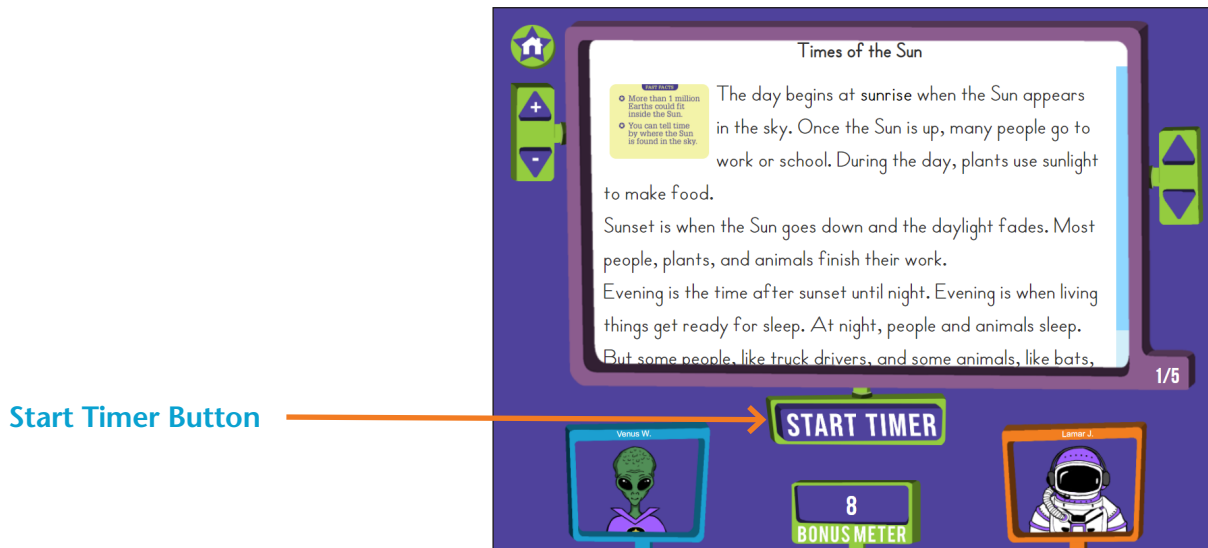 Times of the Sun
FAST FACTS
More than 1 million
Earths could fit
inside the Sun.
You can tell time
by where the Sun
is found in the sky.
The day begins at sunrise when the Sun appears
in the sky. Once the Sun is up, many people go to
work or school. During the day, plants use sunlight
to make food.
Sunset is when the Sun goes down and the daylight fades. Most
people, plants, and animals finish their work.
Evening is the time after sunset until night. Evening is when living
things get ready for sleep. At night, people and animals sleep.
But some people, like truck drivers, and some animals, like bats,
+
-
1/5
Start Timer Button
START TIMER
Venus W.
Lamar J.
8
BONUS METER